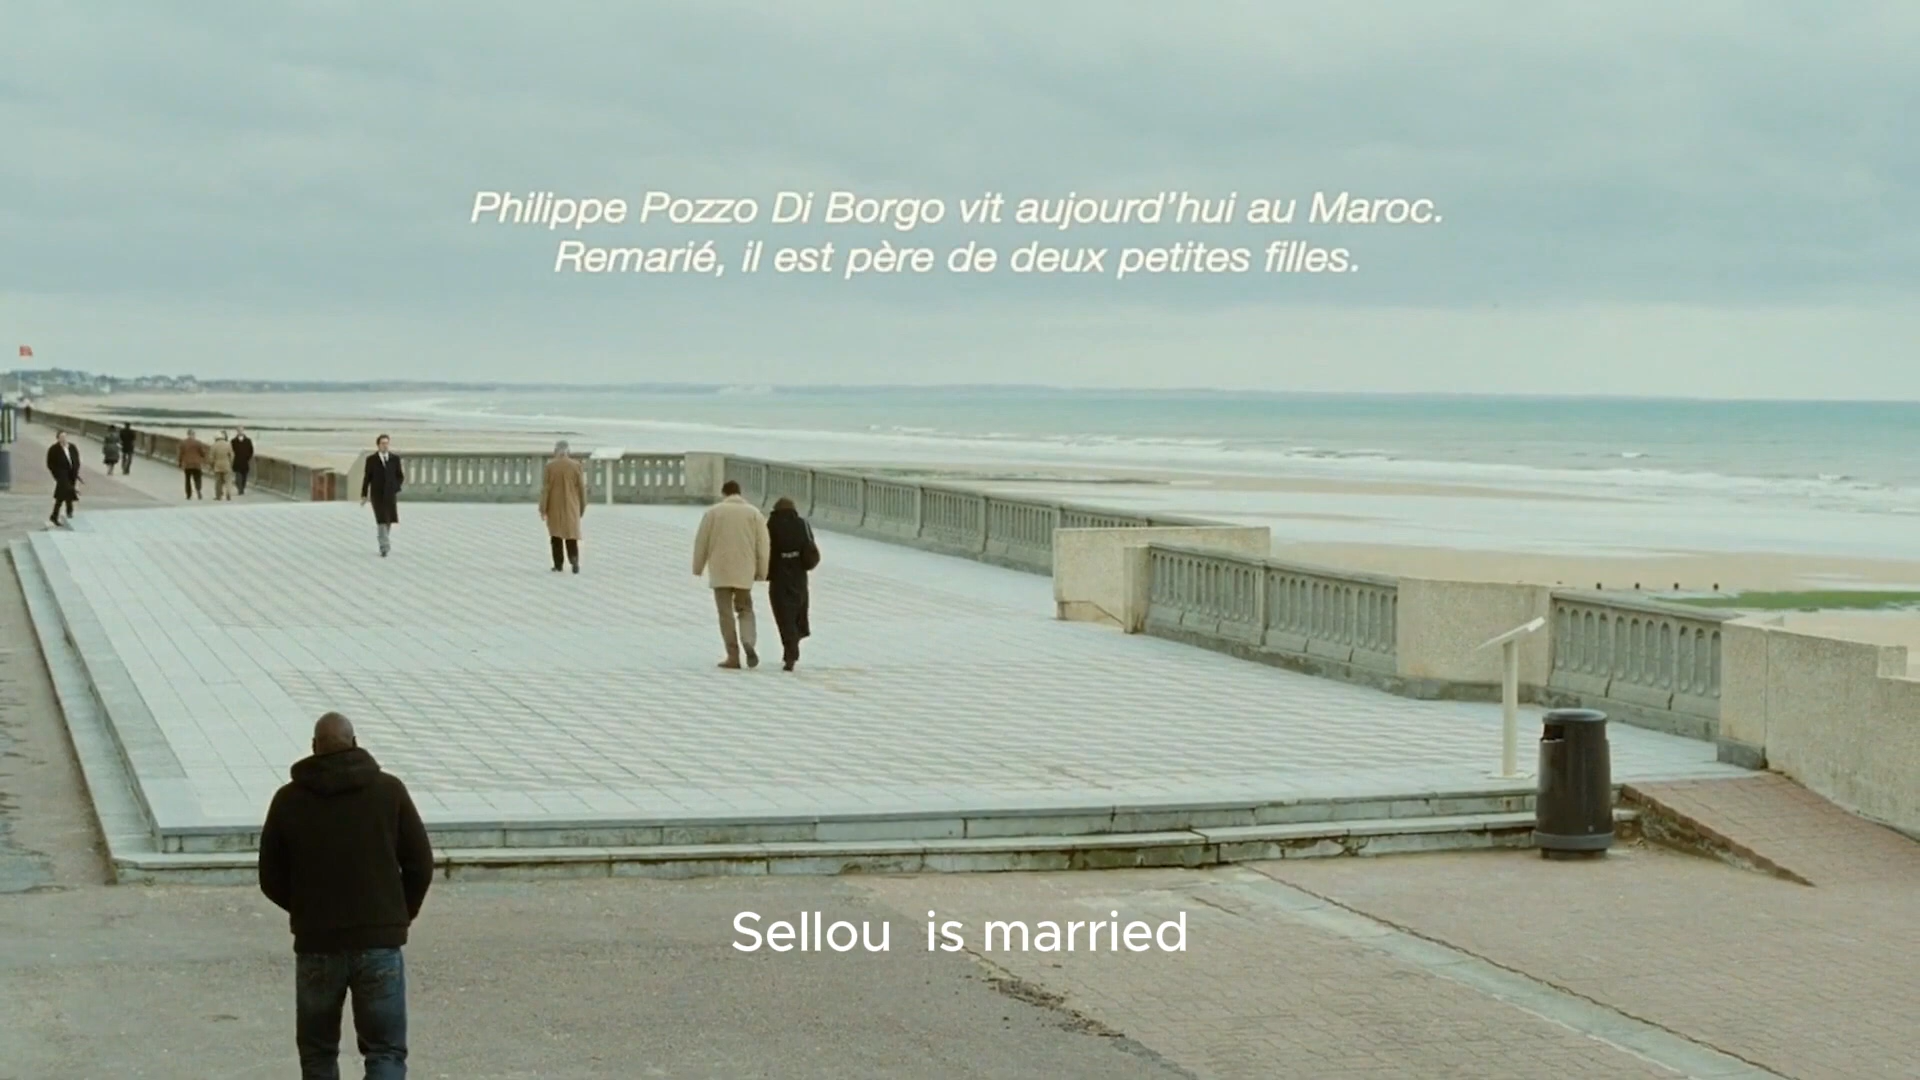 Philippe Pozzo Di Borgo vit aujourd'hui au Maroc.
Remarié, il est père de deux petites filles.
Sellou is married